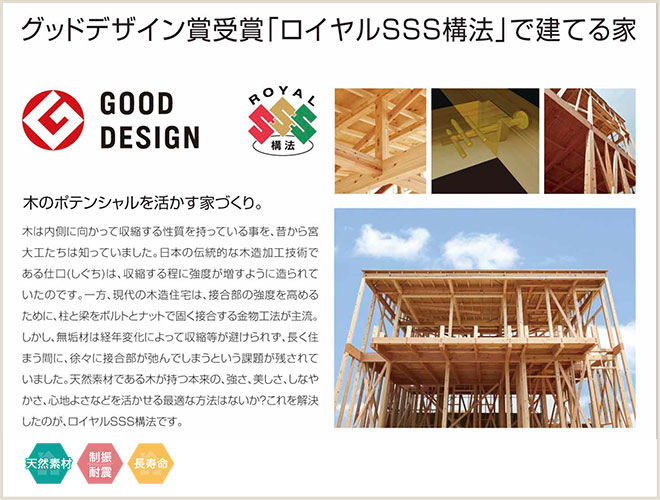 グッドデザイン賞受賞「ロイヤルSSS構法」で建てる家
GOOD
DESIGN
ROYAL
SSS
構法
木のポテンシャルを活かす家づくり。
木は内側に向かって収縮する性質を持っている事を、昔から宮
大工たちは知っていました。日本の伝統的な木造加工技術で
ある仕口(しぐち)は、収縮する程に強度が増すように造られて
いたのです。一方、現代の木造住宅は、接合部の強度を高める
ために、柱と梁をボルトとナットで固く接合する金物工法が主流。
しかし、無垢材は経年変化によって収縮等が避けられず、長く住
まう間に、徐々に接合部が弛んでしまうという課題が残されて
いました。天然素材である木が持つ本来の、強さ、美しさ、しなや
かさ、心地よさなどを活かせる最適な方法はないか?これを解決
したのが、ロイヤルSSS構法です。
天然素材
制振
耐震
長寿命